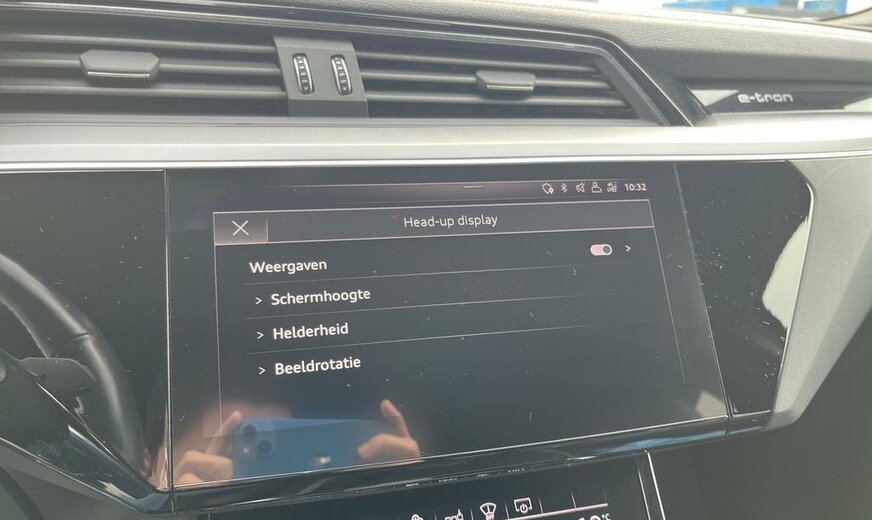 e-tron
10:32
Head-up display
Weergaven
Schermhoogte
Helderheid
Beeldrotatie
°C